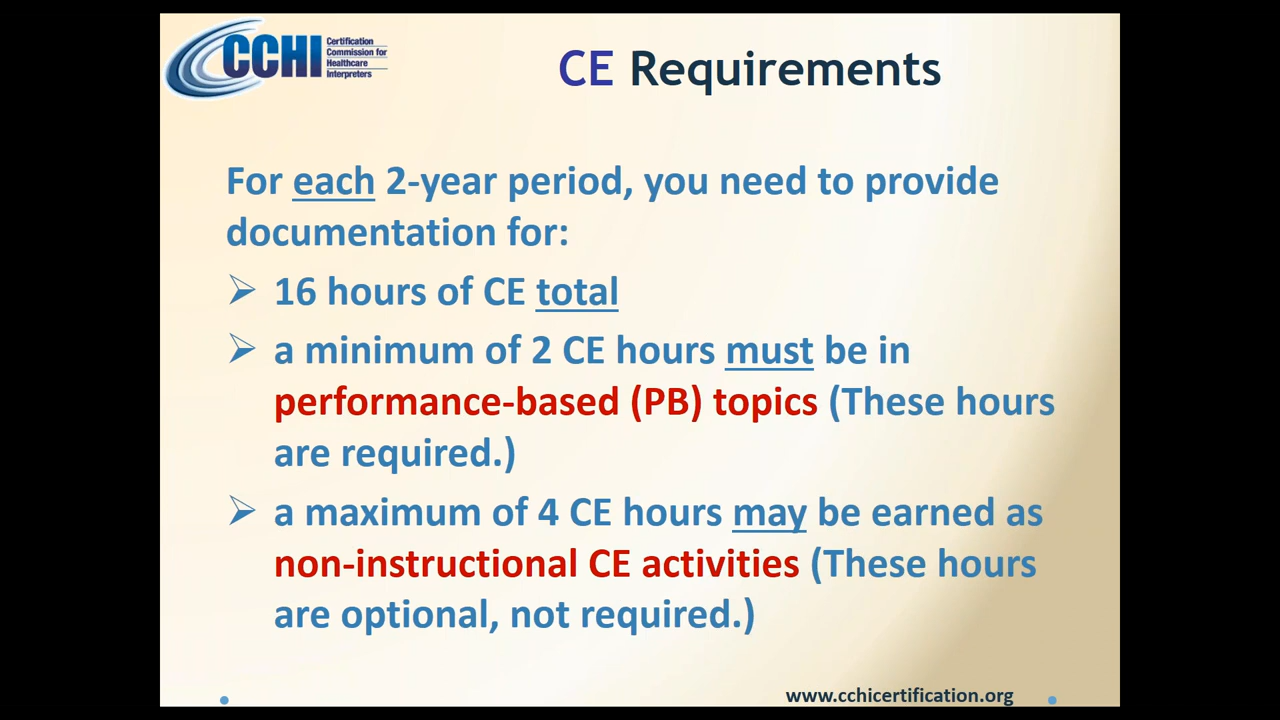 CCHI
Certification
Commission for
Healthcare
Interpreters
CE Requirements
For each 2-year period, you need to provide
documentation for:
➢ 16 hours of CE total
➢ a minimum of 2 CE hours must be in
performance-based (PB) topics (These hours
are required.)
➢ a maximum of 4 CE hours may be earned as
non-instructional CE activities (These hours
are optional, not required.)
www.cchicertification.org